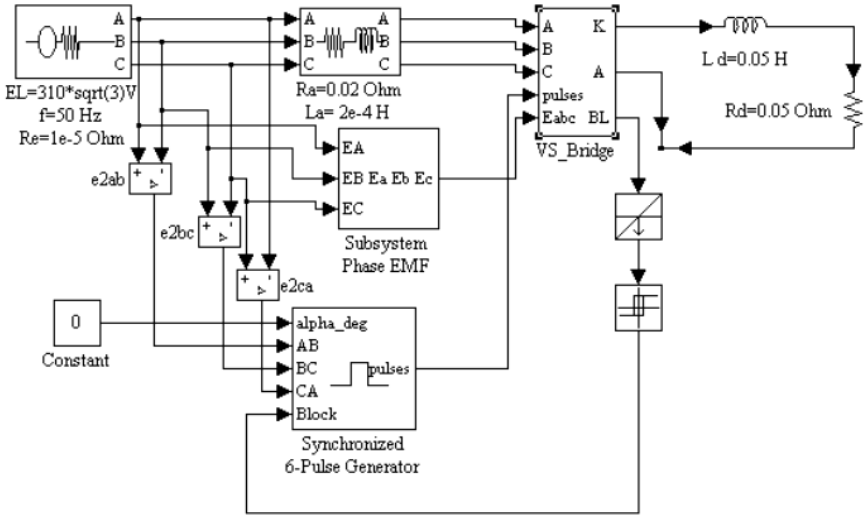 A
B
C
EL=310*sqrt(3)V
f=50 Hz
Re=1e-5 Ohm
A A
B B
C C
Ra=0.02 Ohm
La= 2e-4 H
A K
B
C A
pulses
Eabc BL
VS_Bridge
L d=0.05 H
Rd=0.05 Ohm
EA
EB Ea Eb Ec
EC
Subsystem
Phase EMF
+ -
v
e2ab
+ -
v
e2bc
+ -
v
e2ca
0
Constant
alpha_deg
AB
BC
pulses
CA
Block
Synchronized
6-Pulse Generator